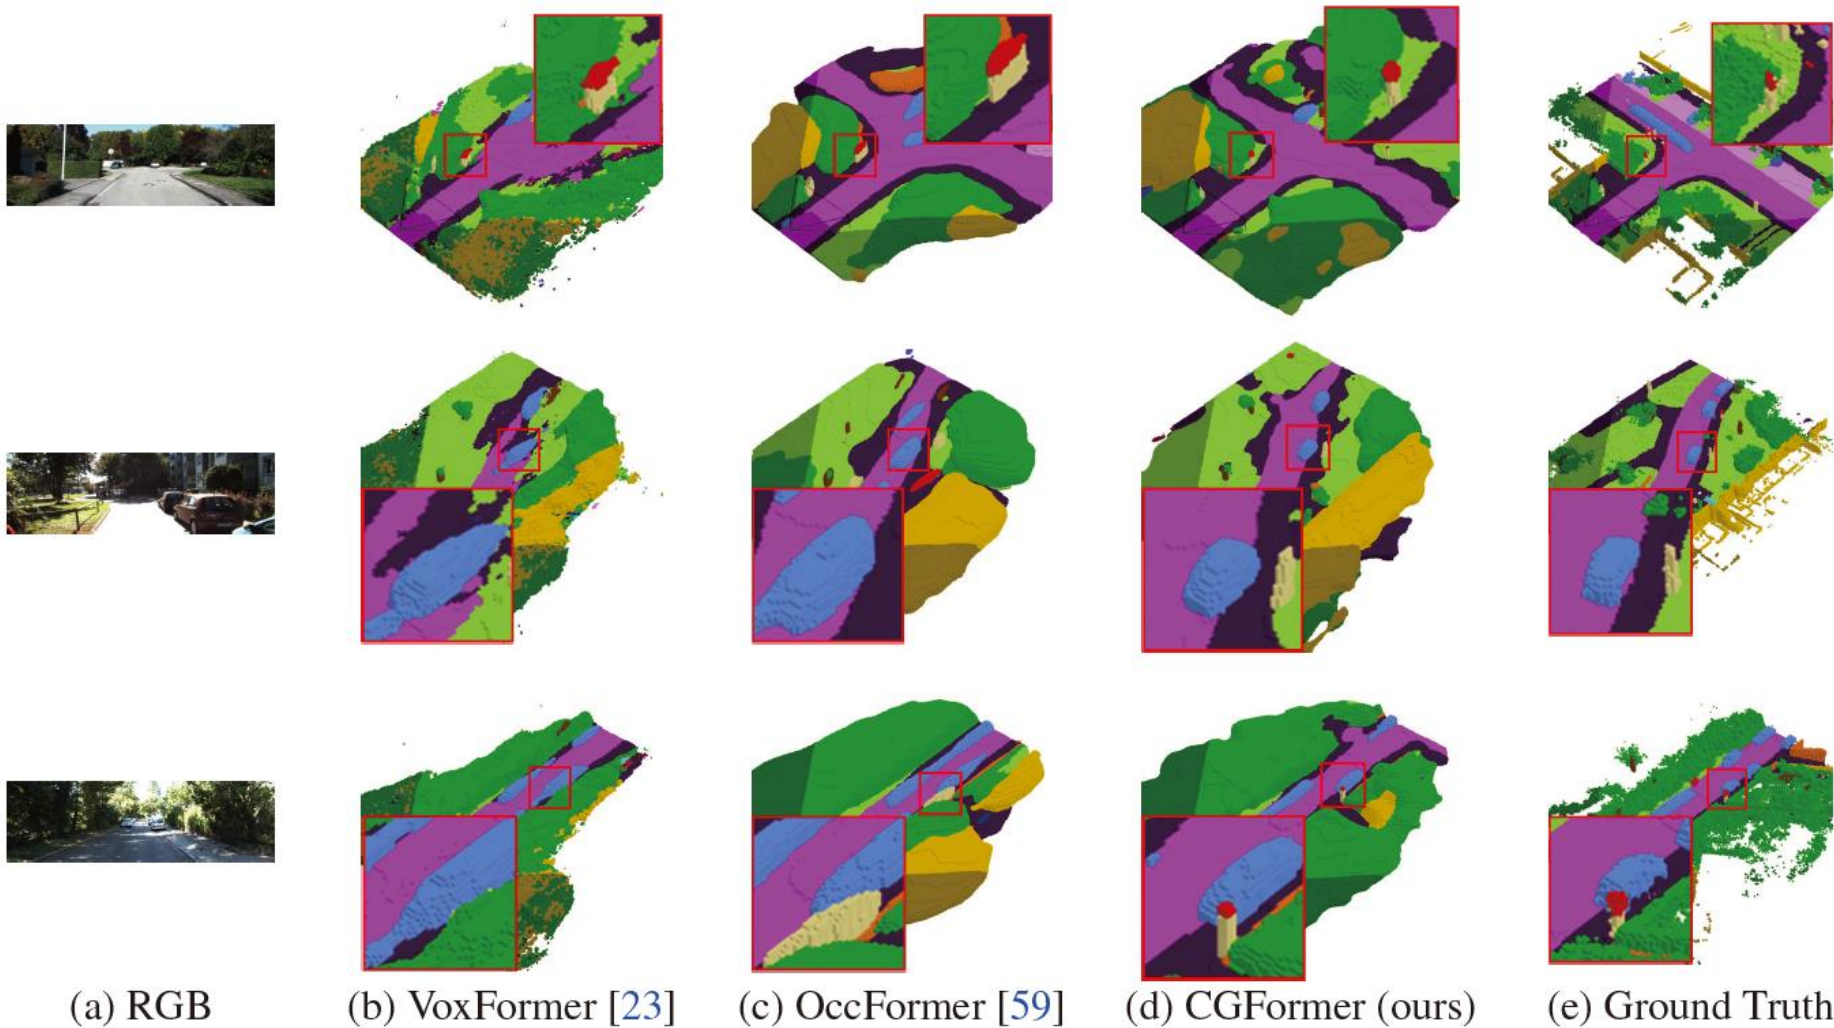 (a) RGB
(b) VoxFormer [23]
(c) OccFormer [59]
(d) CGFormer (ours)
(e) Ground Truth